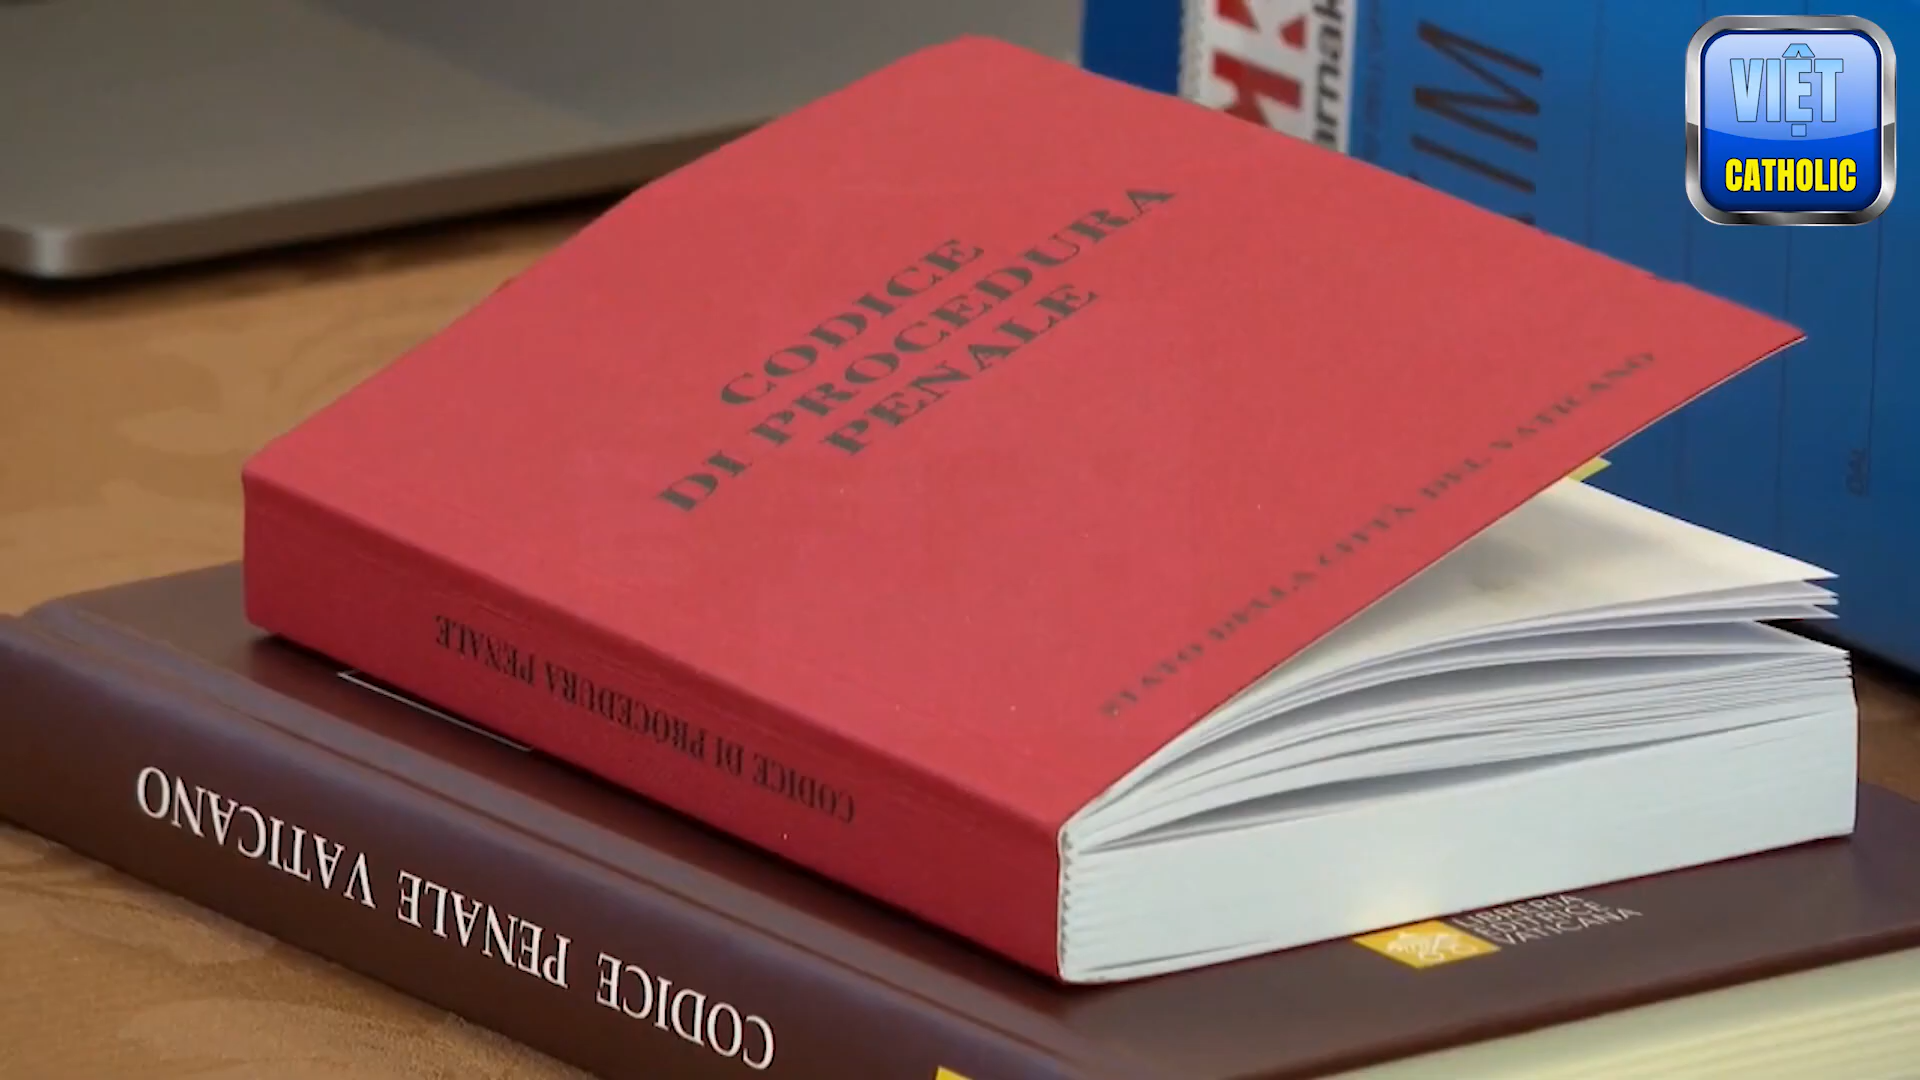 VIỆT
CATHOLIC
CODICE
DI PROCEDURA
PENALE
STATO DELLA CITTÀ DEL VATICANO
CODICE DI PROCEDURA PENALE
CODICE PENALE VATICANO
LIBRERIA
EDITRICE
VATICANA